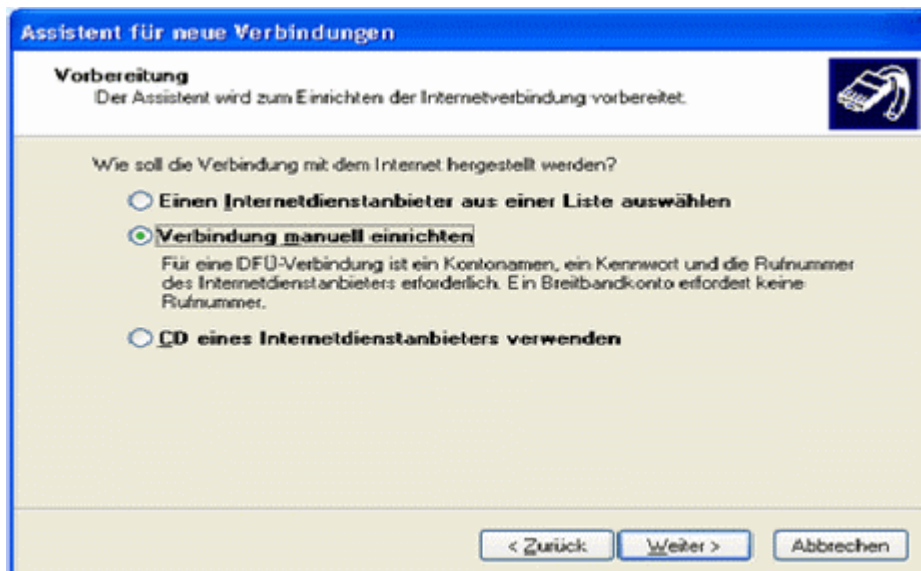 Assistent für neue Verbindungen
Vorbereitung
Der Assistent wird zum Einrichten der Internetverbindung vorbereitet.
Wie soll die Verbindung mit dem Internet hergestellt werden?
Einen Internetdienstanbieter aus einer Liste auswählen
Verbindung manuell einrichten
Für eine DFÜ-Verbindung ist ein Kontonamen, ein Kennwort und die Rufnummer
des Internetdienstanbieters erforderlich. Ein Breitbandkonto erfordert keine
Rufnummer.
CD eines Internetdienstanbieters verwenden
< Zurück
Weiter >
Abbrechen